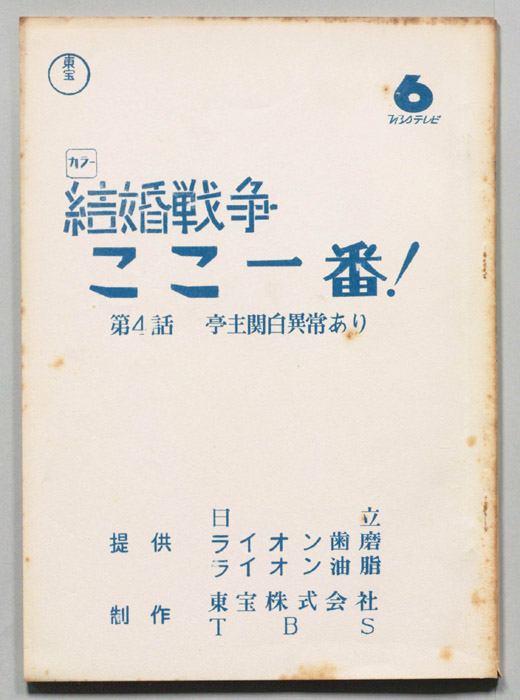 東宝
6
TBSテレビ
カラー
結婚戦争
ここ一番!
第4話 亭主関白異常あり
日立
提供 ライオン歯磨
ライオン油脂
制作 東宝株式会社
TBS